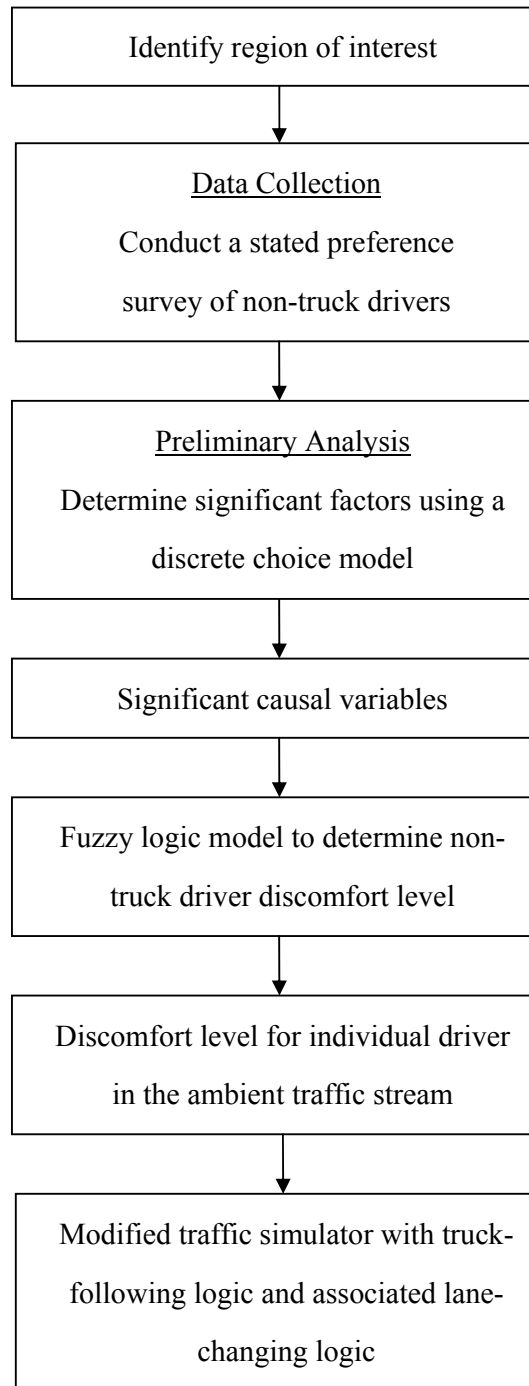 Identify region of interest
Data Collection
Conduct a stated preference
survey of non-truck drivers
Preliminary Analysis
Determine significant factors using a
discrete choice model
Significant causal variables
Fuzzy logic model to determine non-
truck driver discomfort level
Discomfort level for individual driver
in the ambient traffic stream
Modified traffic simulator with truck-
following logic and associated lane-
changing logic